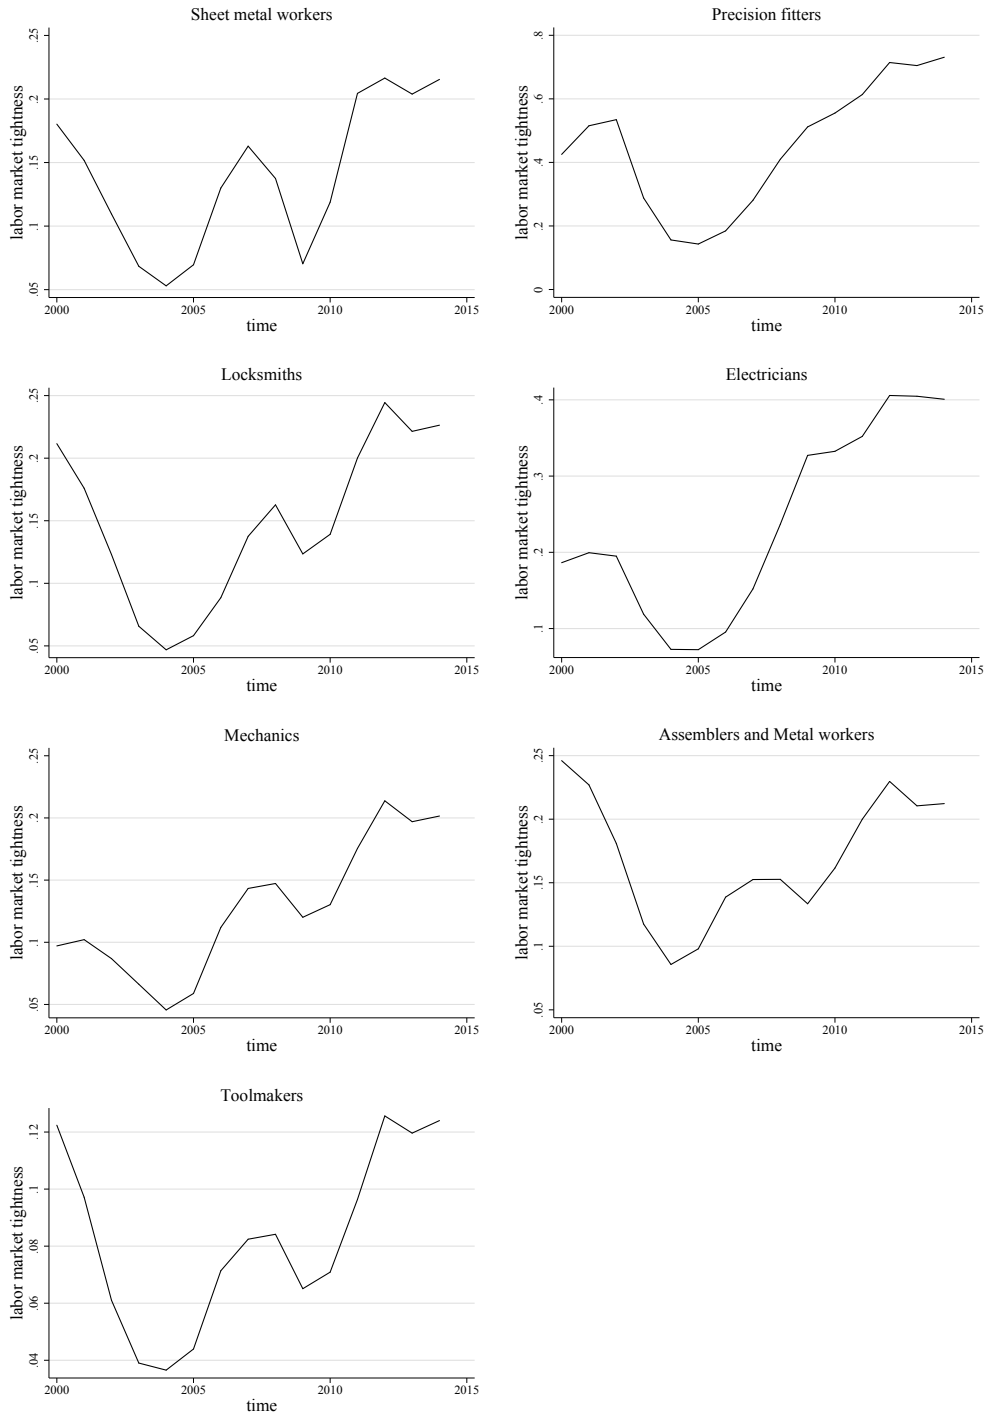 Sheet metal workers
labor market tightness
.25
.2
.15
.1
.05
2000 2005 2010 2015
time
Precision fitters
labor market tightness
.8
.6
.4
.2
0
2000 2005 2010 2015
time
Locksmiths
labor market tightness
.25
.2
.15
.1
.05
2000 2005 2010 2015
time
Electricians
labor market tightness
.4
.3
.2
.1
2000 2005 2010 2015
time
Mechanics
labor market tightness
.25
.2
.15
.1
.05
2000 2005 2010 2015
time
Assemblers and Metal workers
labor market tightness
.25
.2
.15
.1
.05
2000 2005 2010 2015
time
Toolmakers
labor market tightness
.12
.1
.08
.06
.04
2000 2005 2010 2015
time